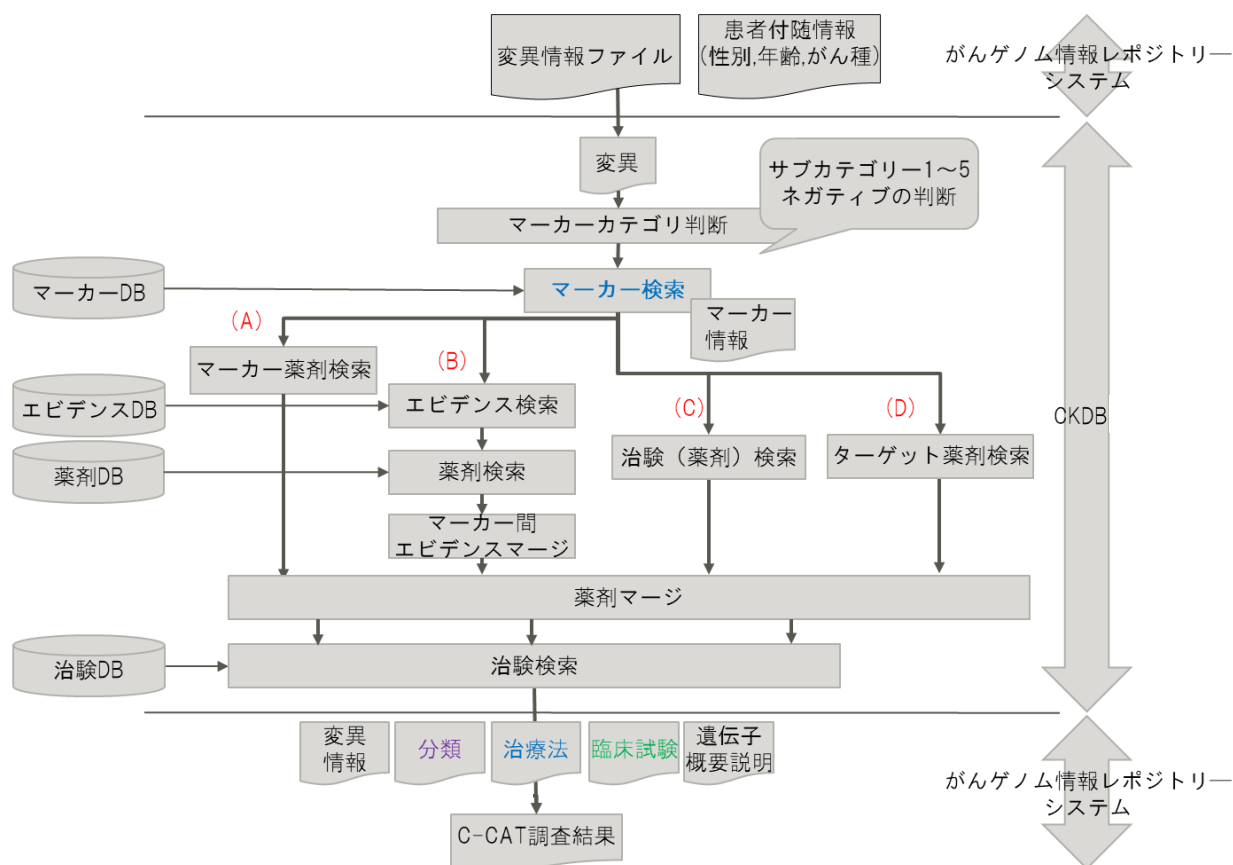 変異情報ファイル
患者付随情報
(性別,年齢,がん種)
がんゲノム情報レポジトリー
システム
変異
サブカテゴリー1～5
ネガティブの判断
マーカーカテゴリ判断
マーカーDB
マーカー検索
マーカー
情報
(A)
マーカー薬剤検索
(B)
エビデンスDB
エビデンス検索
(C)
(D)
CKDB
薬剤DB
薬剤検索
治験（薬剤）検索
ターゲット薬剤検索
マーカー間
エビデンスマージ
薬剤マージ
治験DB
治験検索
変異
情報
分類
治療法
臨床試験
遺伝子
概要説明
がんゲノム情報レポジトリー
システム
C-CAT調査結果